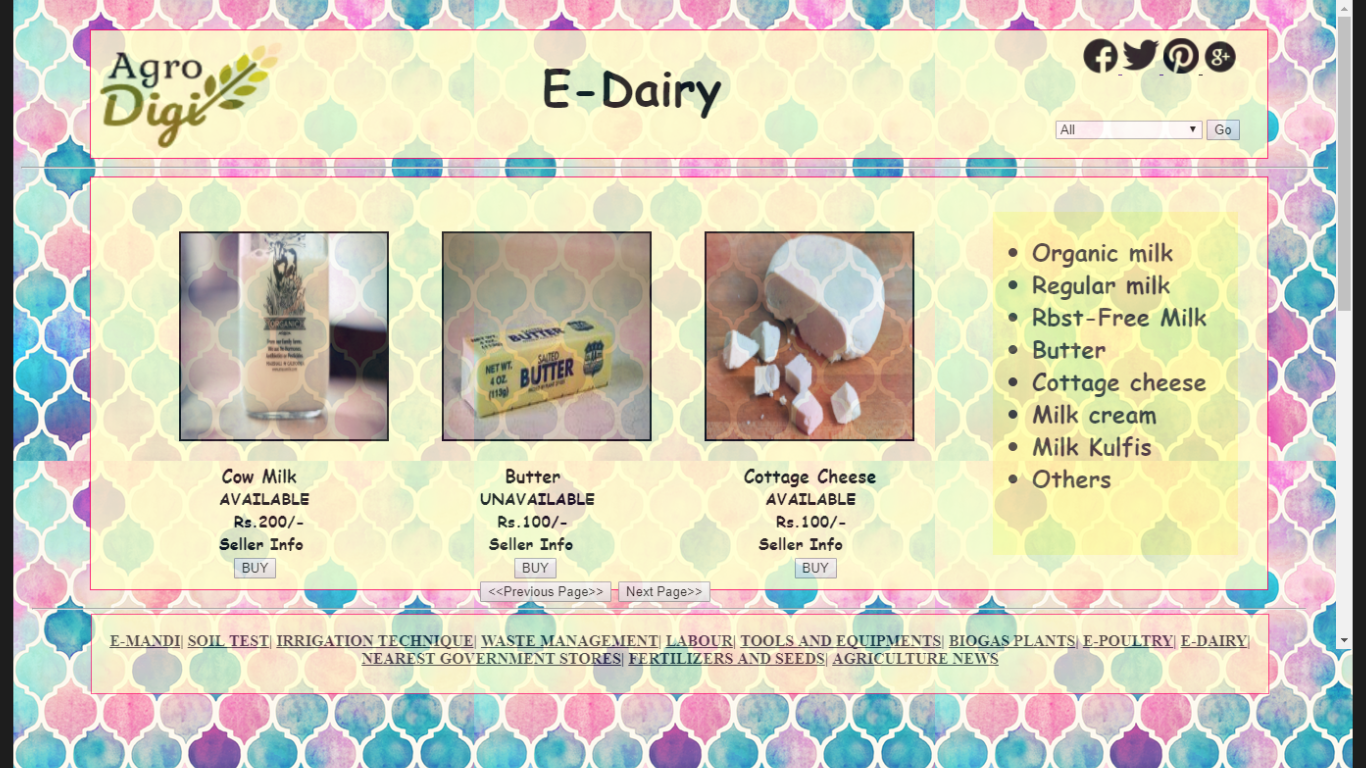 Agro
Digi
E-Dairy
All
Go
ORGANIC
SALTED
BUTTER
NET WT.
4 OZ.
(113g)
BUTTER
Organic milk
Regular milk
Rbst-Free Milk
Butter
Cottage cheese
Milk cream
Milk Kulfis
Others
Cow Milk
AVAILABLE
Rs.200/-
Seller Info
BUY
Butter
UNAVAILABLE
Rs.100/-
Seller Info
BUY
Cottage Cheese
AVAILABLE
Rs.100/-
Seller Info
BUY
<<Previous Page>> Next Page>>
E-MANDI| SOIL TEST| IRRIGATION TECHNIQUE| WASTE MANAGEMENT| LABOUR| TOOLS AND EQUIPMENTS| BIOGAS PLANTS| E-POULTRY| E-DAIRY|
NEAREST GOVERNMENT STORES| FERTILIZERS AND SEEDS| AGRICULTURE NEWS